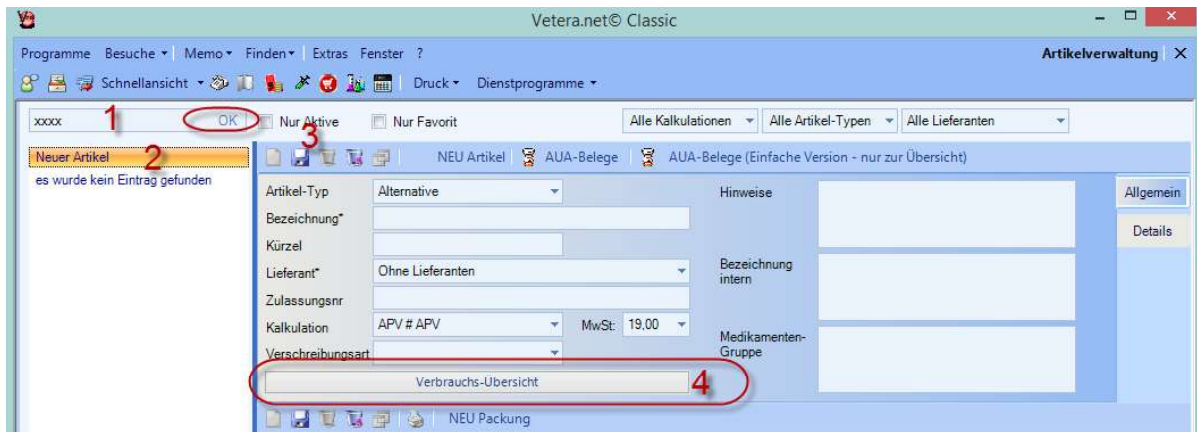 Vetera.net© Classic
Programme Besuche Memo Finden Extras Fenster ? Artikelverwaltung X
Schnellansicht Druck Dienstprogramme
xxxx 1 OK Nur Aktive Nur Favorit Alle Kalkulationen Alle Artikel-Typen Alle Lieferanten
3
Neuer Artikel 2
NEU Artikel AUA-Belege AUA-Belege (Einfache Version - nur zur Übersicht)
es wurde kein Eintrag gefunden
Artikel-Typ Alternative Hinweise Allgemein
Bezeichnung*
Details
Kürzel
Lieferant* Ohne Lieferanten
Bezeichnung
intern
Zulassungsnr
Kalkulation APV # APV MwSt: 19,00
Medikamenten-
Gruppe
Verschreibungsart
Verbrauchs-Übersicht 4
NEU Packung